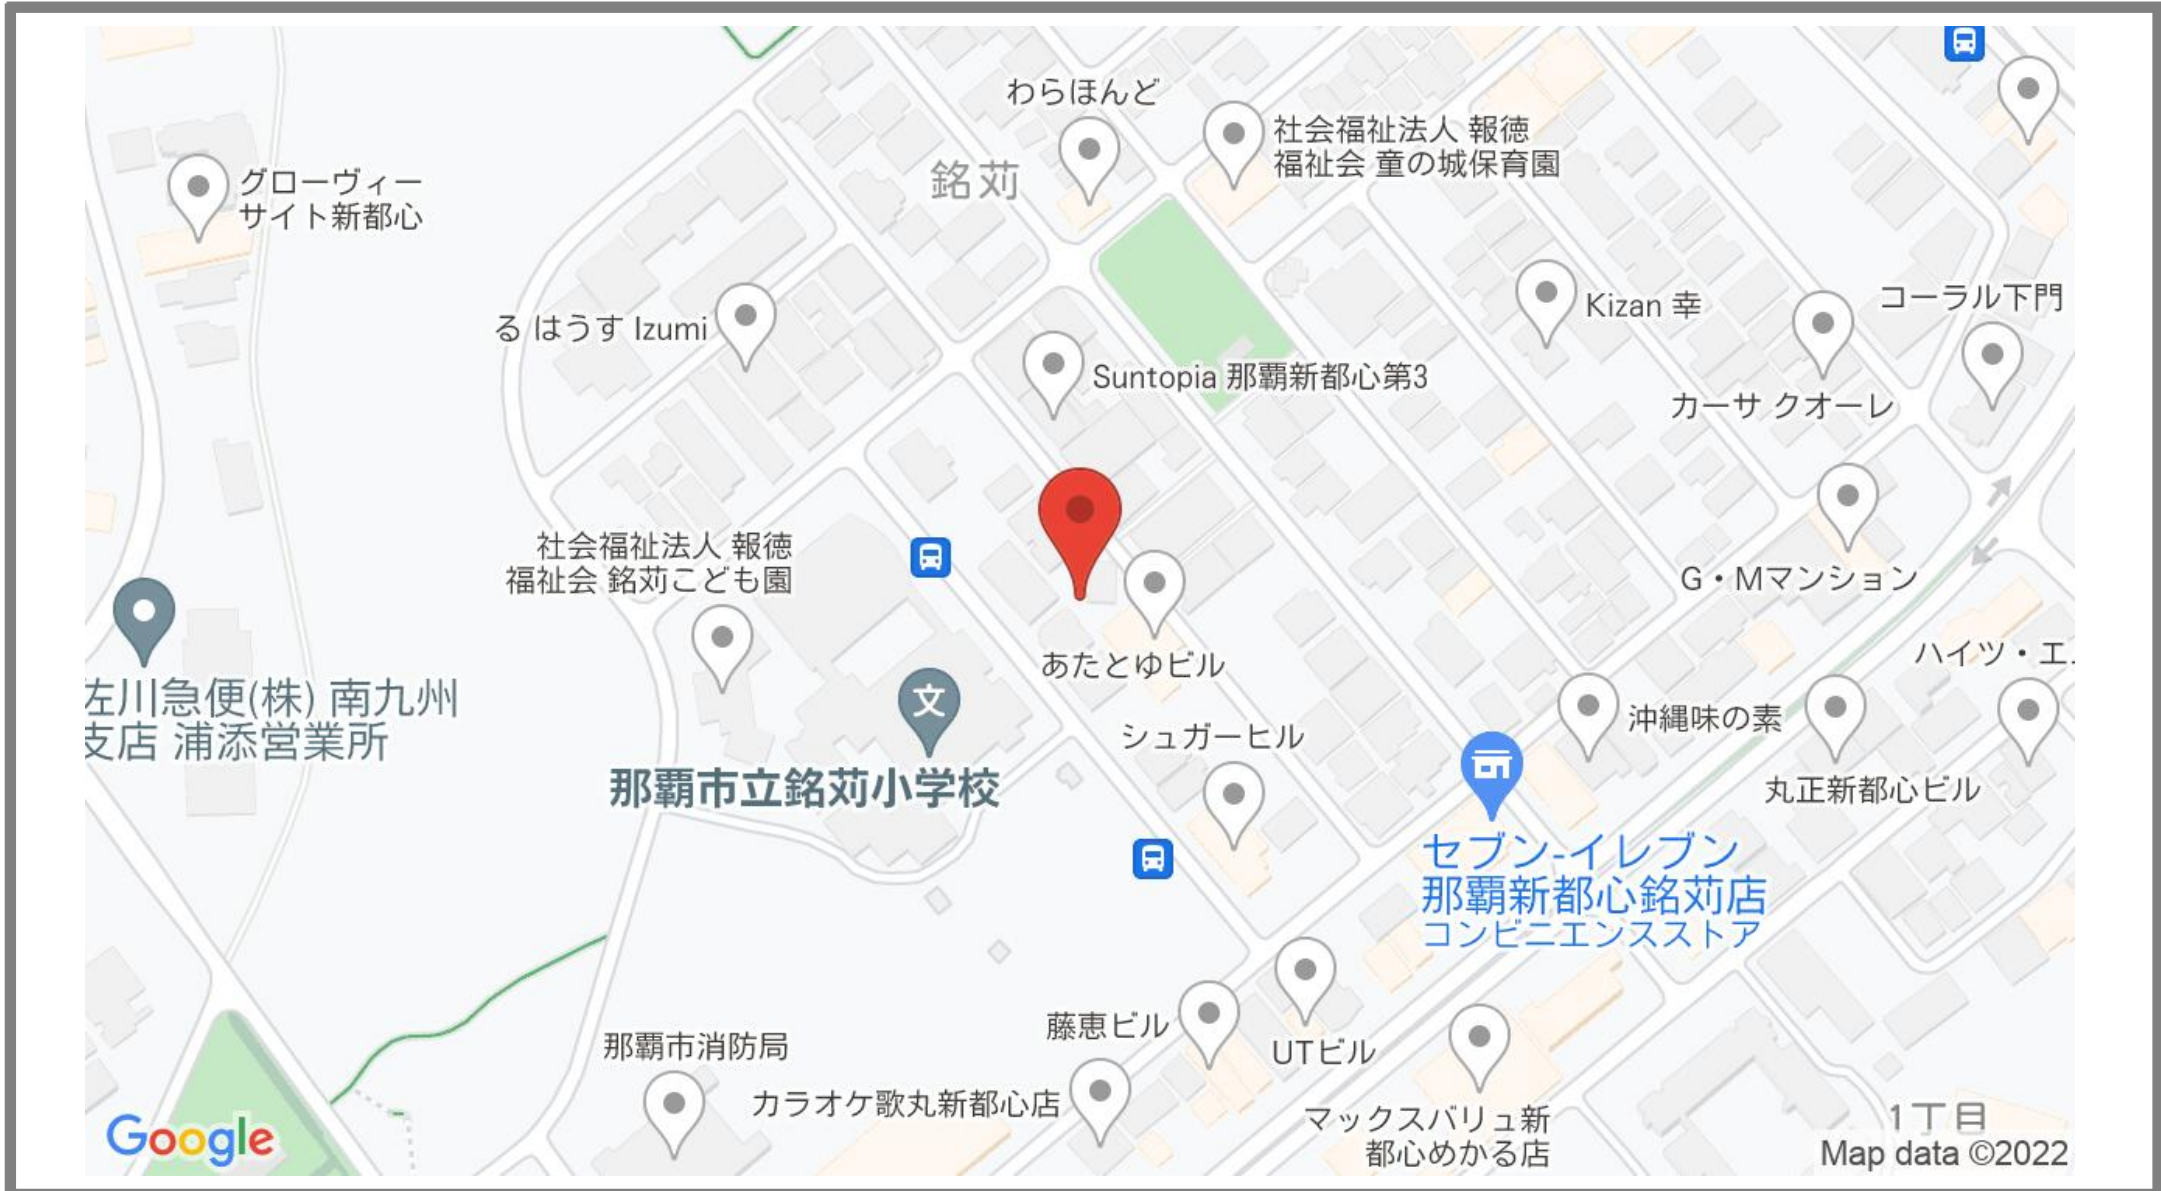 わらほんど
社会福祉法人 報徳
福祉会 童の城保育園
銘苅
グローヴィー
サイト新都心
る はうす Izumi
Kizan 幸
コーラル下門
Suntopia 那覇新都心第3
カーサ クオーレ
社会福祉法人 報徳
福祉会 銘苅こども園
G・Mマンション
あたとゆビル
ハイツ・エ
佐川急便(株) 南九州
支店 浦添営業所
文
シュガーヒル
沖縄味の素
那覇市立銘苅小学校
丸正新都心ビル
セブン-イレブン
那覇新都心銘苅店
コンビニエンスストア
藤恵ビル
UTビル
那覇市消防局
カラオケ歌丸新都心店
マックスバリュ新
都心めかる店
1丁目
Google
Map data ©2022